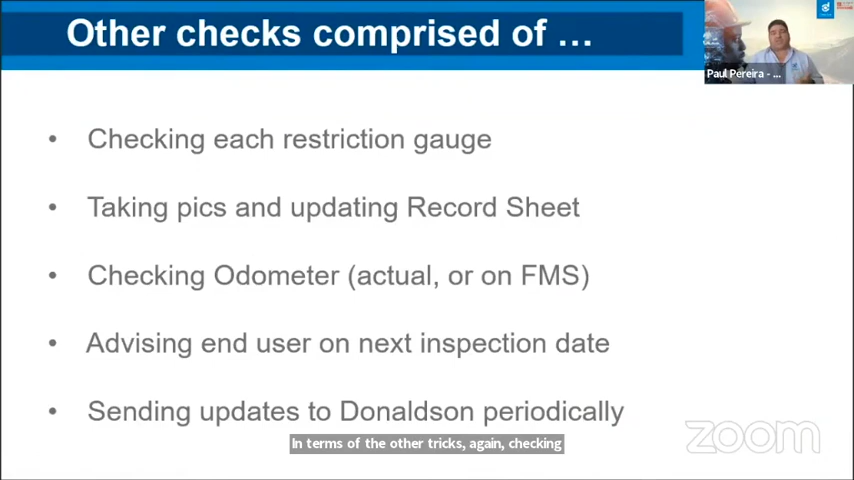 Other checks comprised of …
Paul Pereira - ...
• Checking each restriction gauge
• Taking pics and updating Record Sheet
• Checking Odometer (actual, or on FMS)
• Advising end user on next inspection date
• Sending updates to Donaldson periodically
In terms of the other tricks, again, checking
zoom